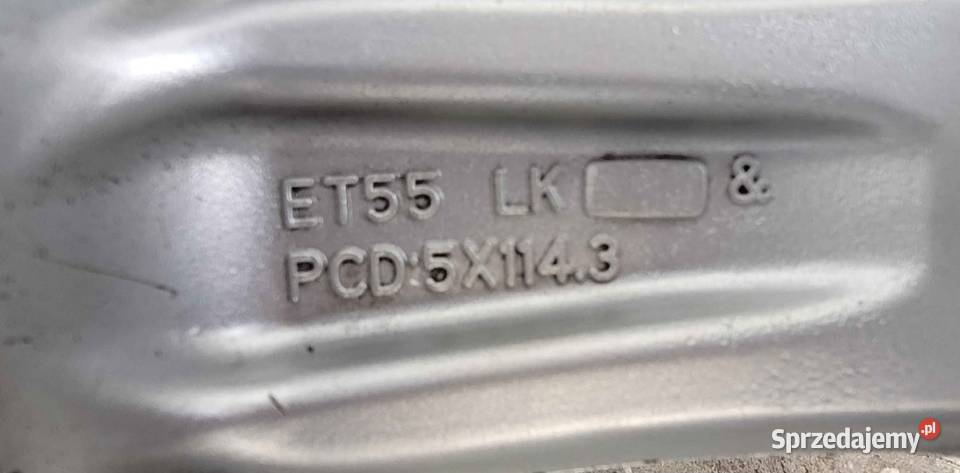 ET55 LK &
PCD:5X114.3
Sprzedajemy.pl